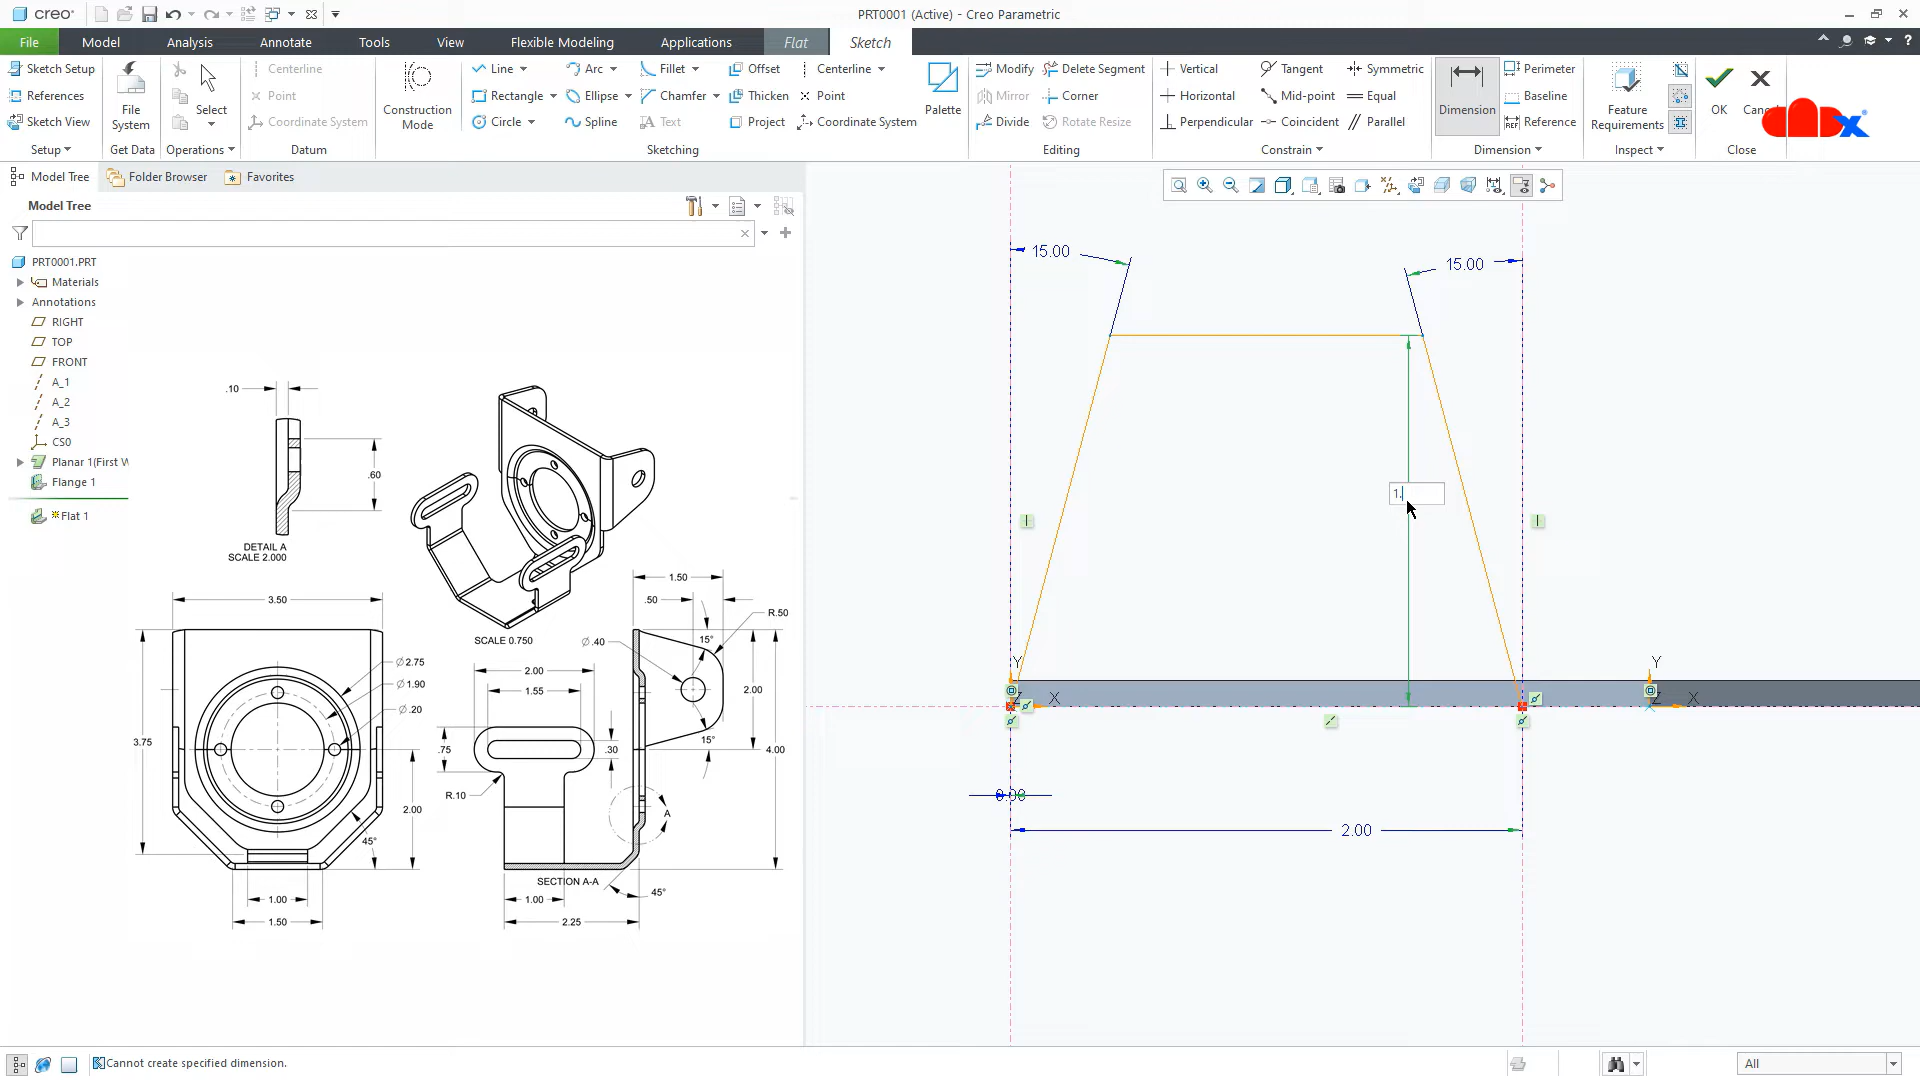 creo
PRT0001 (Active) - Creo Parametric
File
Model
Analysis
Annotate
Tools
View
Flexible Modeling
Applications
Flat
Sketch
Sketch Setup
References
Sketch View
Setup
File System
Get Data
Select
Operations
Centerline
Point
Coordinate System
Datum
Construction Mode
Line
Rectangle
Circle
Arc
Ellipse
Spline
Fillet
Chamfer
Text
Offset
Thicken
Project
Centerline
Point
Coordinate System
Palette
Sketching
Modify
Mirror
Divide
Delete Segment
Corner
Rotate Resize
Editing
Vertical
Horizontal
Perpendicular
Tangent
Mid-point
Coincident
Symmetric
Equal
Parallel
Constrain
Dimension
Perimeter
Baseline
Reference
Dimension
Feature Requirements
Inspect
OK
Close
Model Tree
Folder Browser
Favorites
Model Tree
PRT0001.PRT
Materials
Annotations
RIGHT
TOP
FRONT
A_1
A_2
A_3
CS0
Planar 1(First
Flange 1
Flat 1
.10
.60
DETAIL A
SCALE 2.000
SCALE 0.750
3.50
Ø2.75
Ø1.90
Ø.20
3.75
2.00
45°
1.00
1.50
2.00
1.55
.75
.30
R.10
1.50
.50
R.50
Ø.40
15°
15°
2.00
4.00
A
SECTION A-A
45°
1.00
2.25
15.00
15.00
1.
Y
X
Z
Y
X
Z
0.00
2.00
Cannot create specified dimension.
All